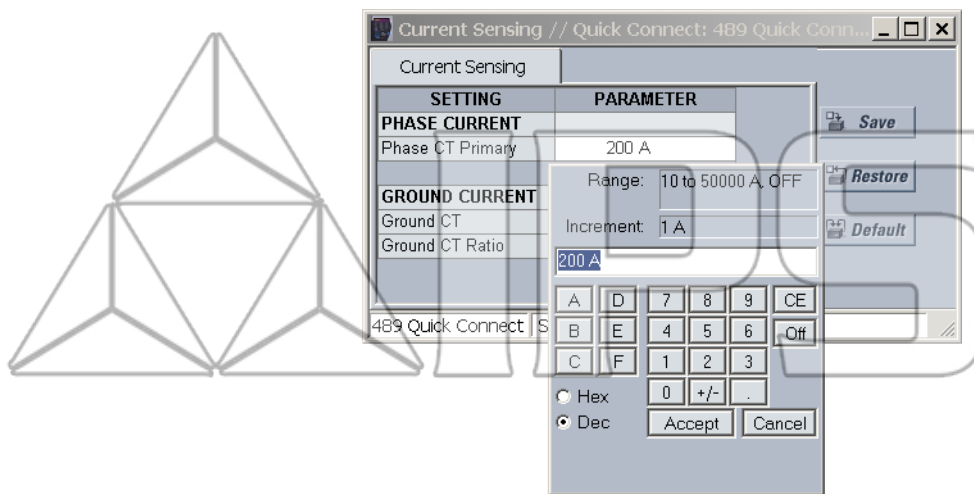 Current Sensing // Quick Connect: 489 Quick Conn...
Current Sensing
SETTING PARAMETER
PHASE CURRENT
Phase CT Primary 200 A
GROUND CURRENT
Ground CT
Ground CT Ratio
Save
Restore
Default
Range: 10 to 50000 A, OFF
Increment: 1 A
200 A
A D 7 8 9 CE
B E 4 5 6 Off
C F 1 2 3
0 +/- .
Hex
Dec
Accept Cancel
489 Quick Connect S
IPS